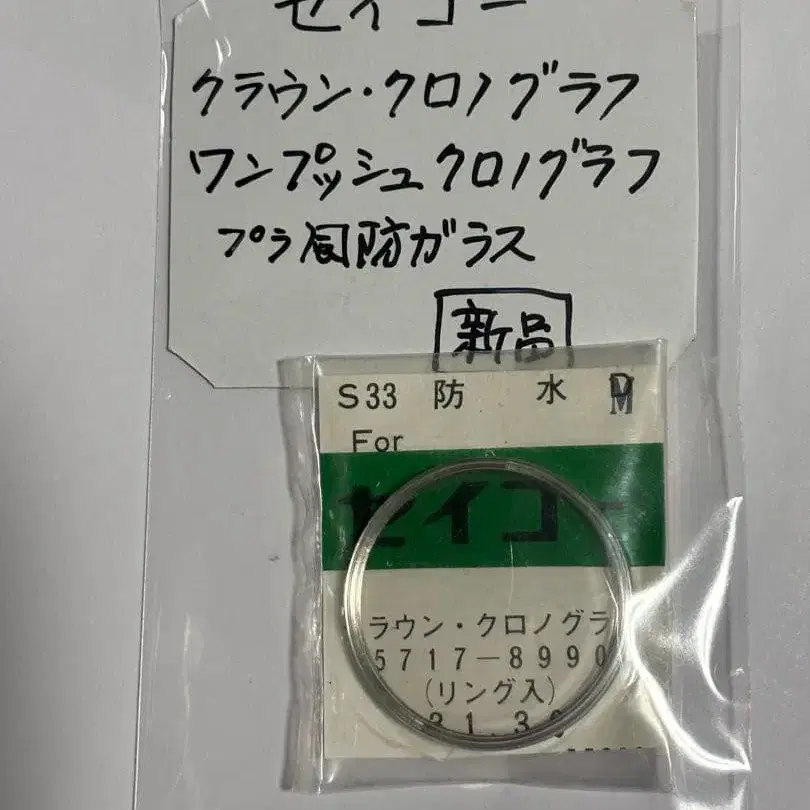 セイコー
クラウン・クロノグラフ
ワンプッシュクロノグラフ
プラ風防ガラス
新品
S33 防 水
For
セイコー
ラウン・クロノグラ
5717-8990
(リング入)
31.30